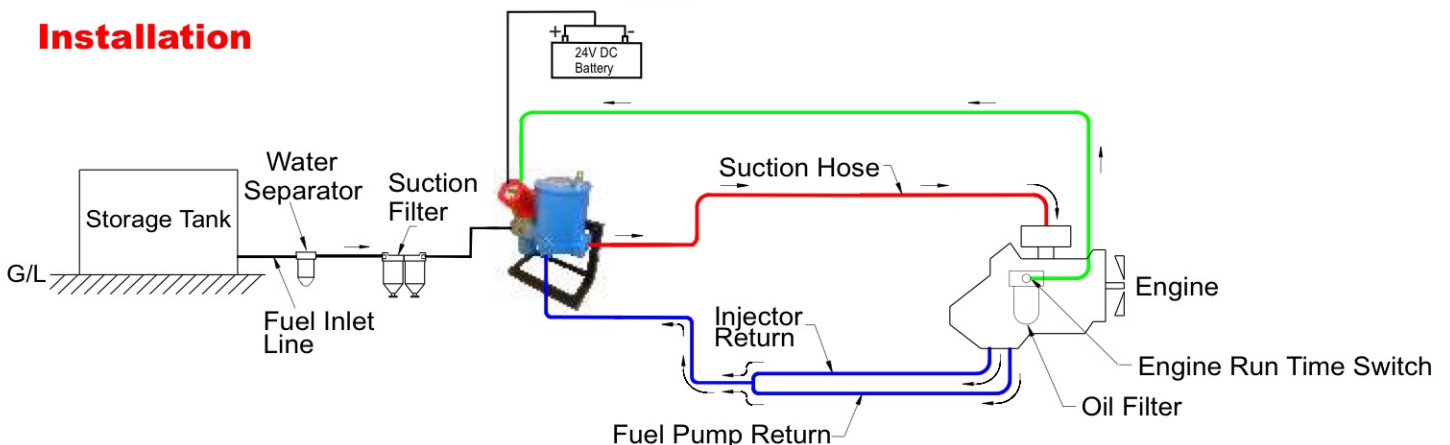 Installation
+ -
24V DC
Battery
Water
Separator
Suction
Filter
Suction Hose
Storage Tank
G/L
Fuel Inlet
Line
Injector
Return
Engine
Engine Run Time Switch
Oil Filter
Fuel Pump Return